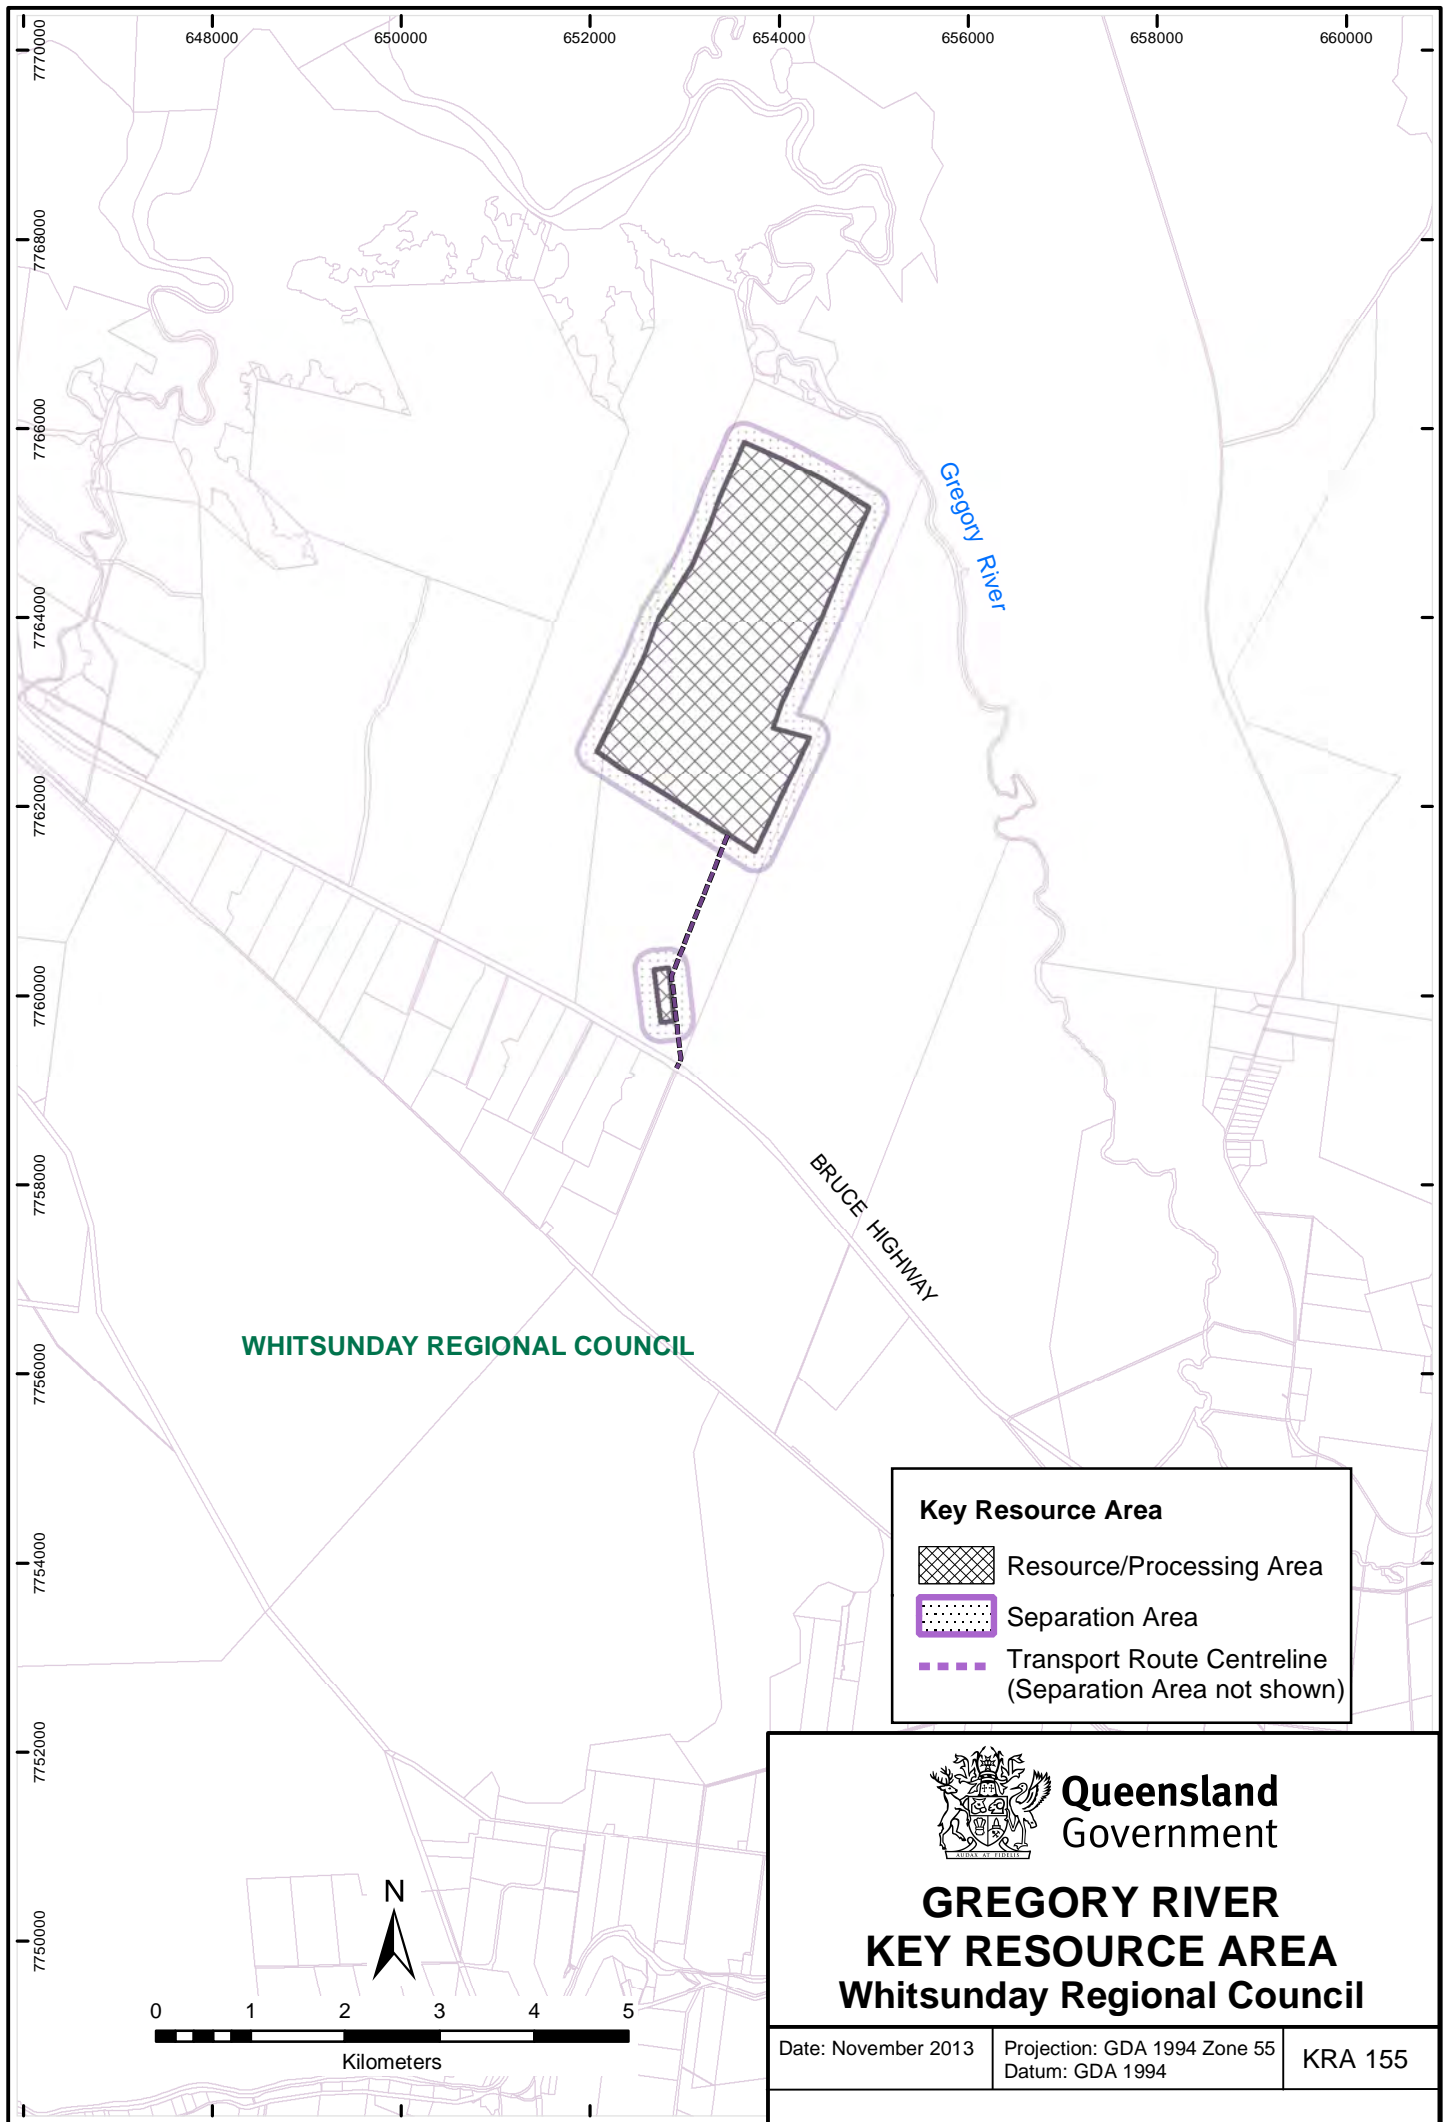 648000
650000
652000
654000
656000
658000
660000
7770000
7768000
7766000
7764000
7762000
7760000
7758000
7756000
7754000
7752000
7750000
Gregory River
BRUCE HIGHWAY
WHITSUNDAY REGIONAL COUNCIL
Key Resource Area
Resource/Processing Area
Separation Area
Transport Route Centreline
(Separation Area not shown)
N
0 1 2 3 4 5
Kilometers
AUDAX AT FIDELIS
Queensland
Government
GREGORY RIVER
KEY RESOURCE AREA
Whitsunday Regional Council
Date: November 2013
Projection: GDA 1994 Zone 55
Datum: GDA 1994
KRA 155